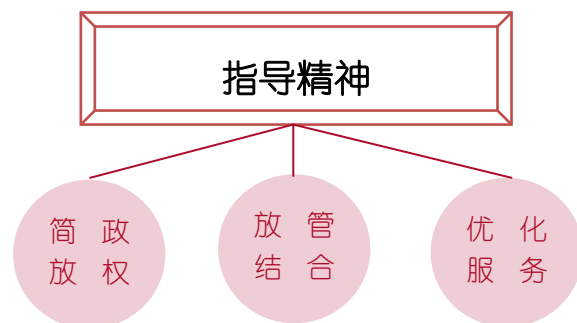 指导精神
简 政
放 权
放 管
结 合
优 化
服 务